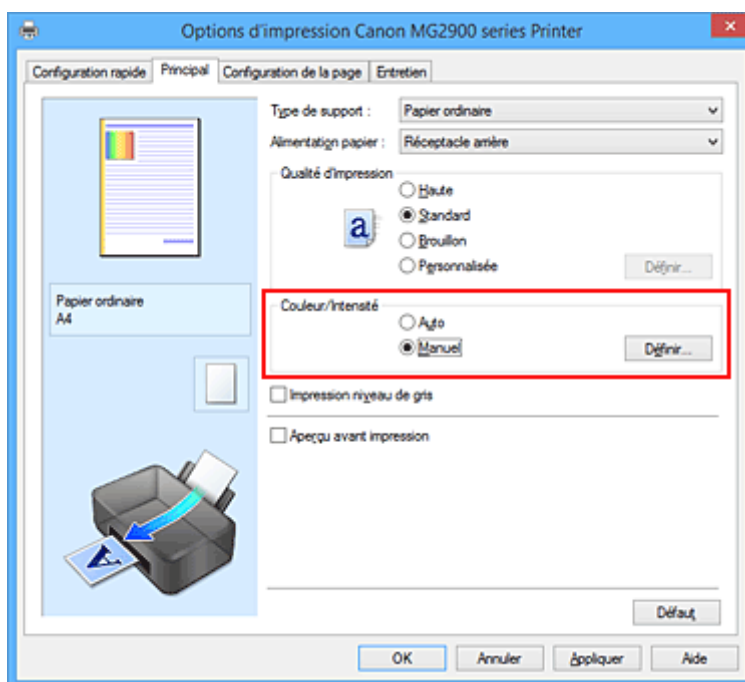 Options d'impression Canon MG2900 series Printer
Configuration rapide Principal Configuration de la page Entretien
Type de support : Papier ordinaire
Alimentation papier : Réceptacle arrière
Qualité d'impression
Haute
Standard
Brouillon
Personnalisée Définir...
Papier ordinaire
A4
Couleur/Intensité
Auto
Manuel Définir...
Impression niveau de gris
Aperçu avant impression
Défaut
OK Annuler Appliquer Aide